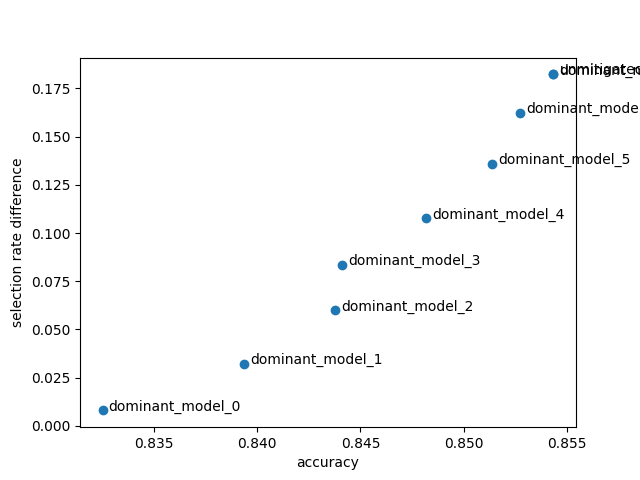 0.175
0.150
0.125
0.100
0.075
0.050
0.025
0.000
selection rate difference
dominant_mode
dominant_model_5
dominant_model_4
dominant_model_3
dominant_model_2
dominant_model_1
dominant_model_0
0.835
0.840
0.845
0.850
0.855
accuracy